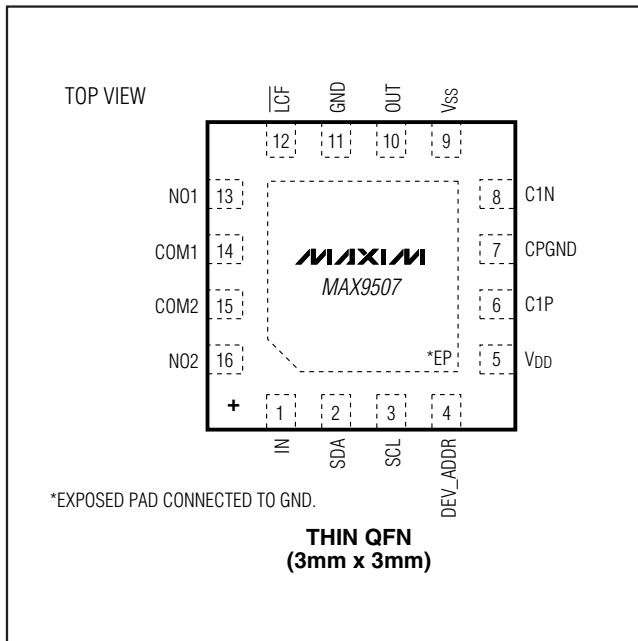 TOP VIEW
LCF
GND
OUT
VSS
12
11
10
9
NO1
13
8
C1N
COM1
14
MAXIM
7
CPGND
MAX9507
COM2
15
6
C1P
NO2
16
*EP
5
VDD
+
1
2
3
4
IN
SDA
SCL
DEV_ADDR
*EXPOSED PAD CONNECTED TO GND.
THIN QFN
(3mm x 3mm)